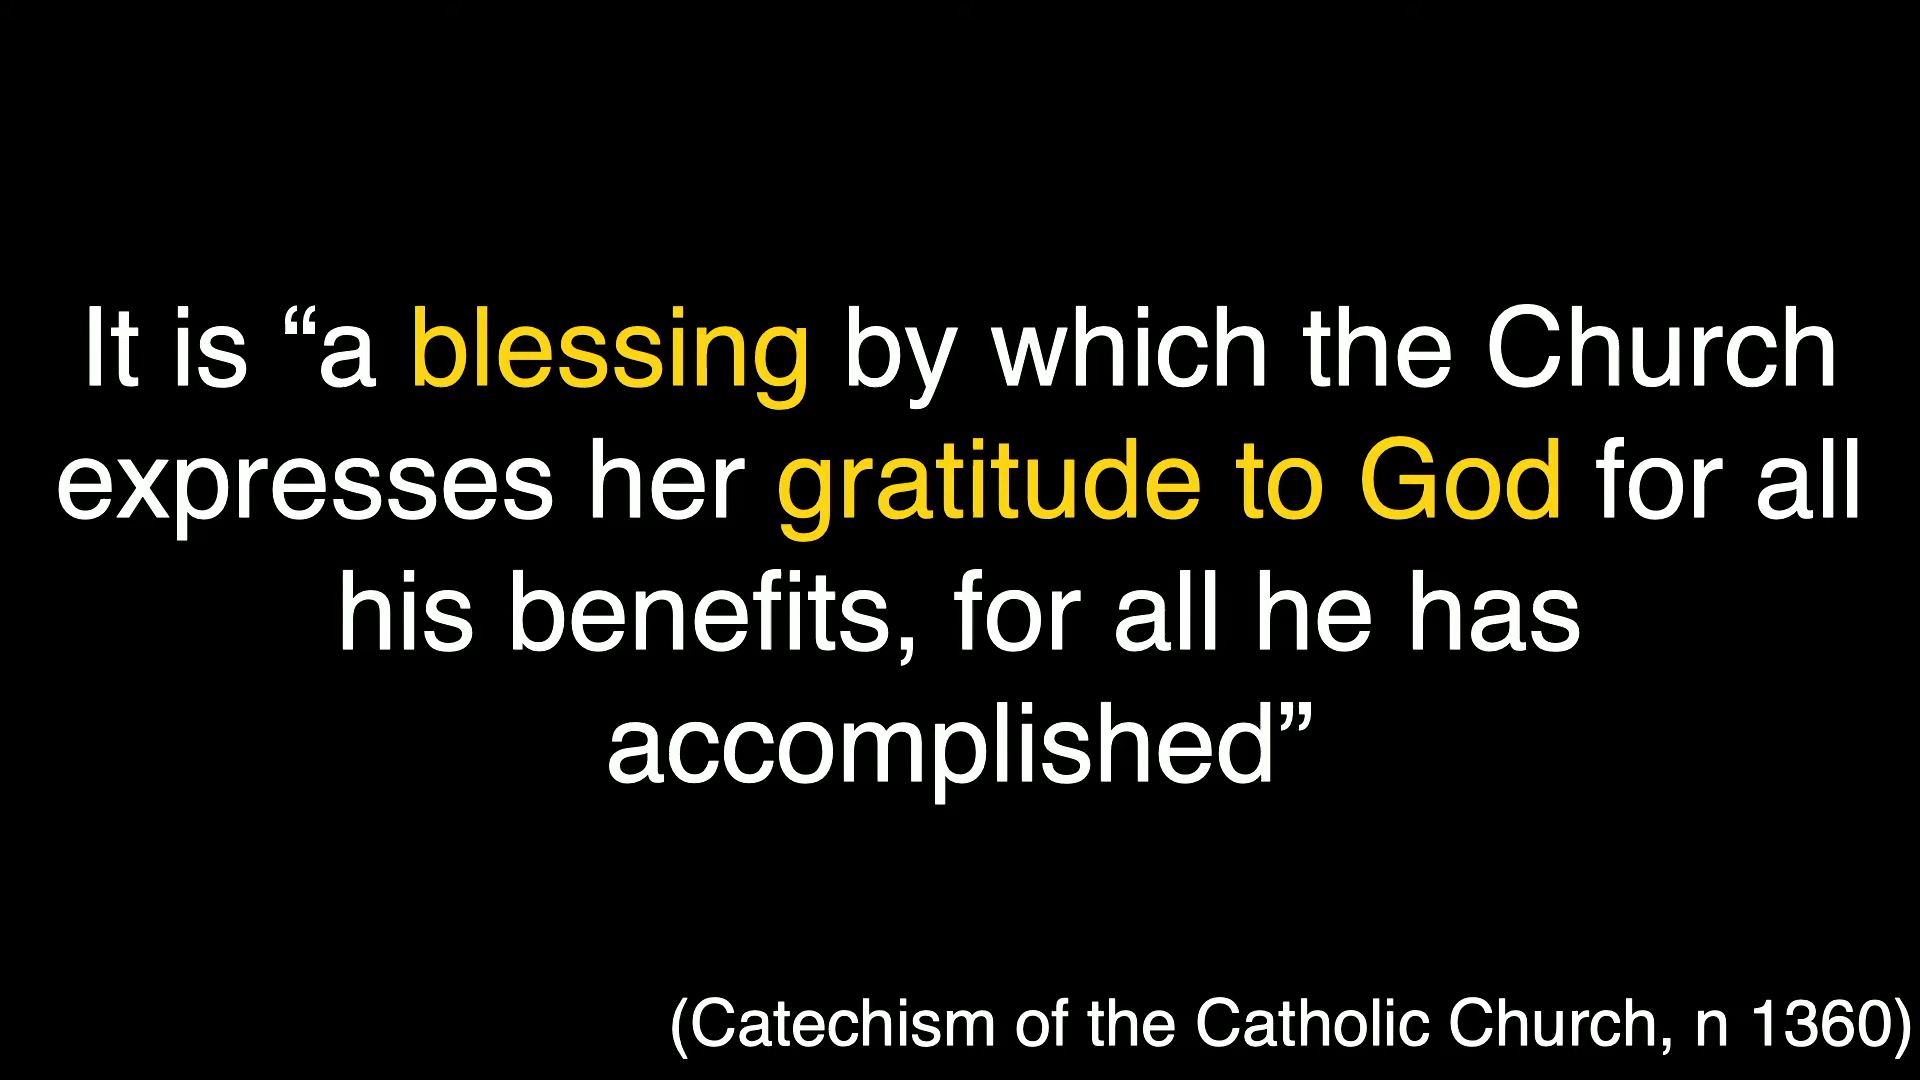 It is “a blessing by which the Church
expresses her gratitude to God for all
his benefits, for all he has
accomplished”
(Catechism of the Catholic Church, n 1360)